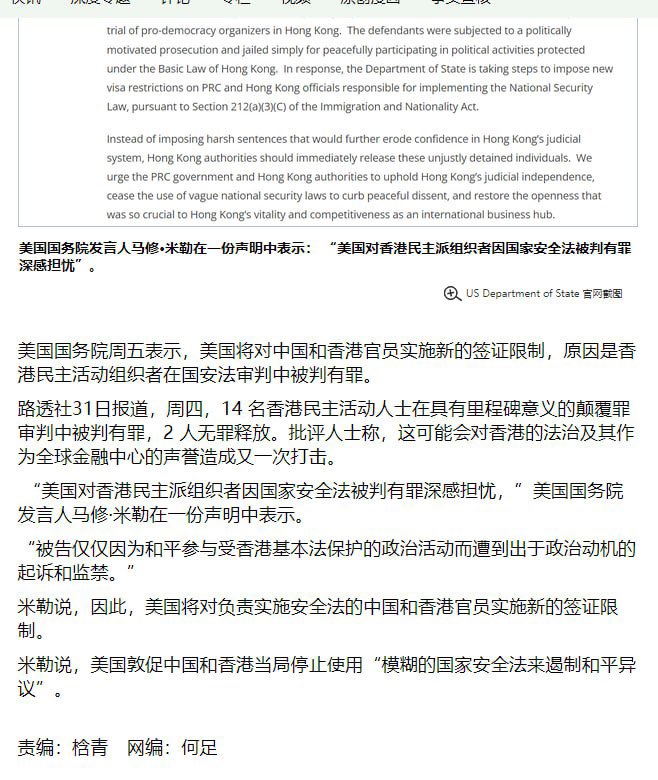 快讯 深度专题 评论 专栏 视频 原创漫画 事实查核
trial of pro-democracy organizers in Hong Kong. The defendants were subjected to a politically
motivated prosecution and jailed simply for peacefully participating in political activities protected
under the Basic Law of Hong Kong. In response, the Department of State is taking steps to impose new
visa restrictions on PRC and Hong Kong officials responsible for implementing the National Security
Law, pursuant to Section 212(a)(3)(C) of the Immigration and Nationality Act.
Instead of imposing harsh sentences that would further erode confidence in Hong Kong's judicial
system, Hong Kong authorities should immediately release these unjustly detained individuals. We
urge the PRC government and Hong Kong authorities to uphold Hong Kong's judicial independence,
cease the use of vague national security laws to curb peaceful dissent, and restore the openness that
was so crucial to Hong Kong's vitality and competitiveness as an international business hub.
美国国务院发言人马修•米勒在一份声明中表示： “美国对香港民主派组织者因国家安全法被判有罪
深感担忧”。
US Department of State 官网截图
美国国务院周五表示，美国将对中国和香港官员实施新的签证限制，原因是香
港民主活动组织者在国安法审判中被判有罪。
路透社31日报道，周四，14 名香港民主活动人士在具有里程碑意义的颠覆罪
审判中被判有罪，2 人无罪释放。批评人士称，这可能会对香港的法治及其作
为全球金融中心的声誉造成又一次打击。
“美国对香港民主派组织者因国家安全法被判有罪深感担忧，”美国国务院
发言人马修·米勒在一份声明中表示。
“被告仅仅因为和平参与受香港基本法保护的政治活动而遭到出于政治动机的
起诉和监禁。”
米勒说，因此，美国将对负责实施安全法的中国和香港官员实施新的签证限
制。
米勒说，美国敦促中国和香港当局停止使用“模糊的国家安全法来遏制和平异
议”。
责编：梒青 网编：何足